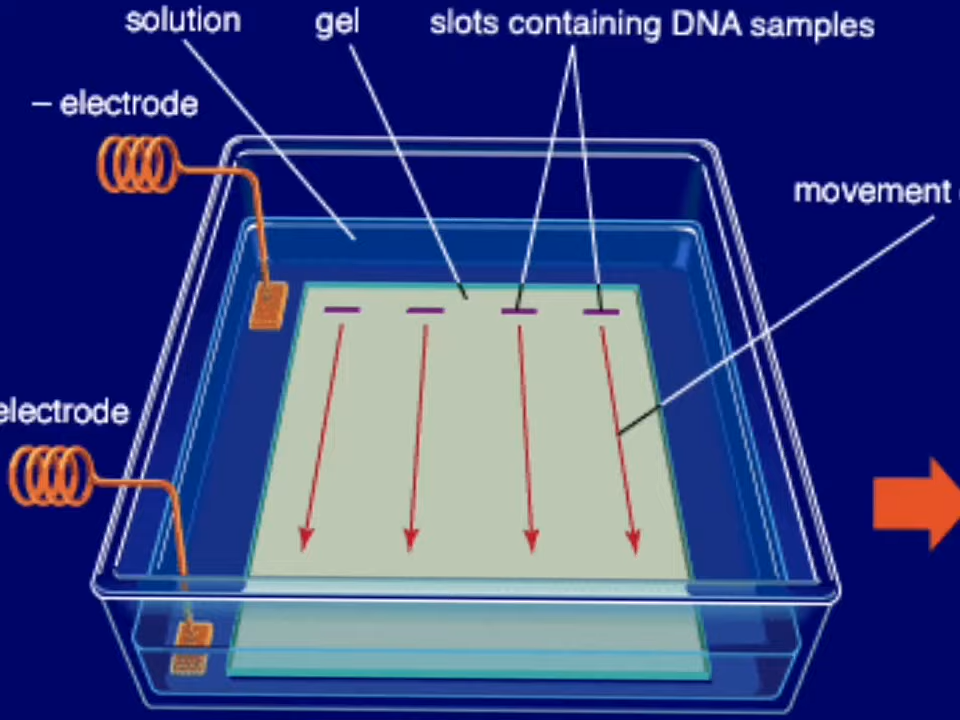 solution
gel
slots containing DNA samples
– electrode
movement
electrode